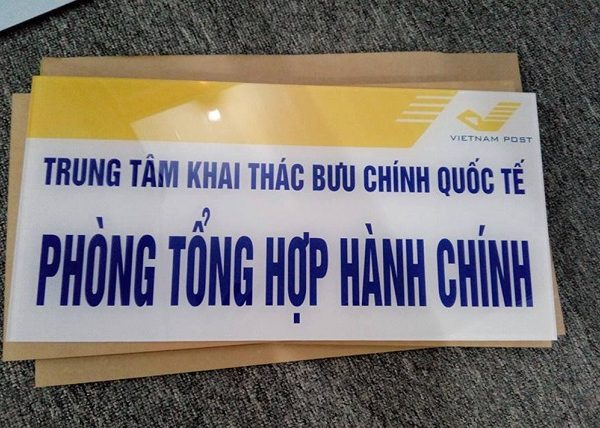 VIETNAM POST
TRUNG TÂM KHAI THÁC BƯU CHÍNH QUỐC TẾ
PHÒNG TỔNG HỢP HÀNH CHÍNH